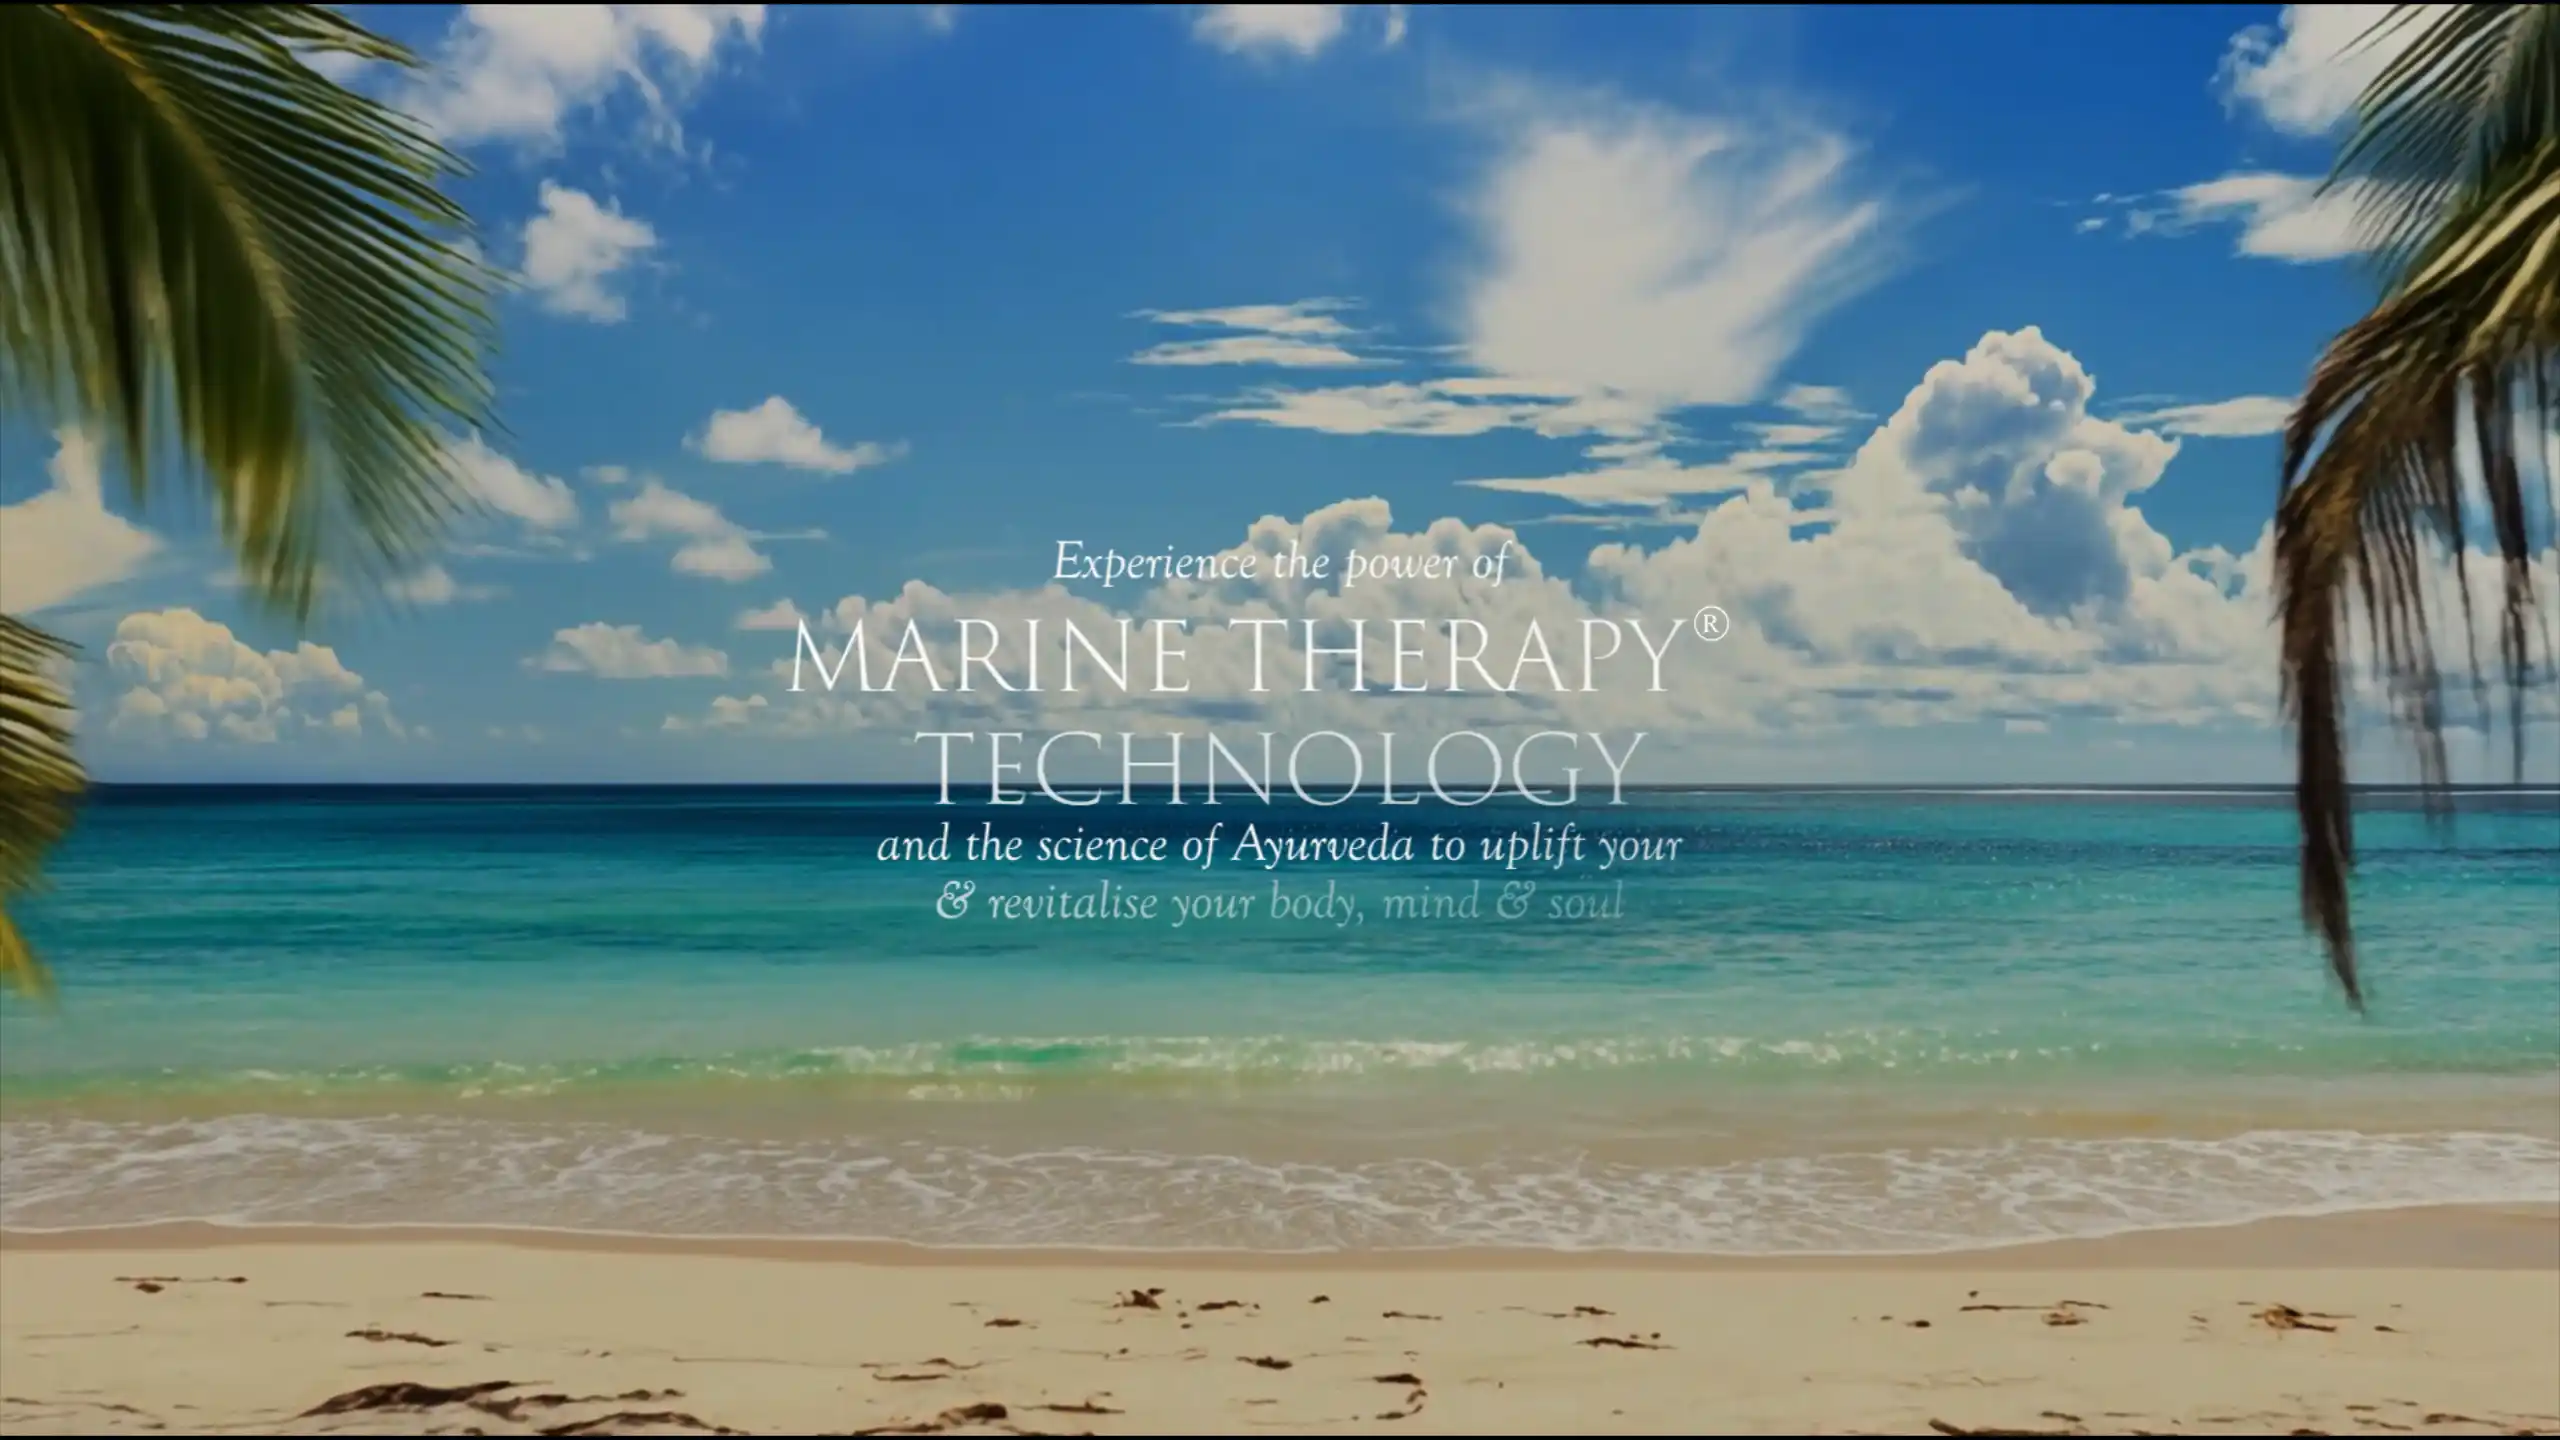 Experience the power of
MARINE THERAPY®
TECHNOLOGY
and the science of Ayurveda to uplift your
& revitalise your body, mind & soul